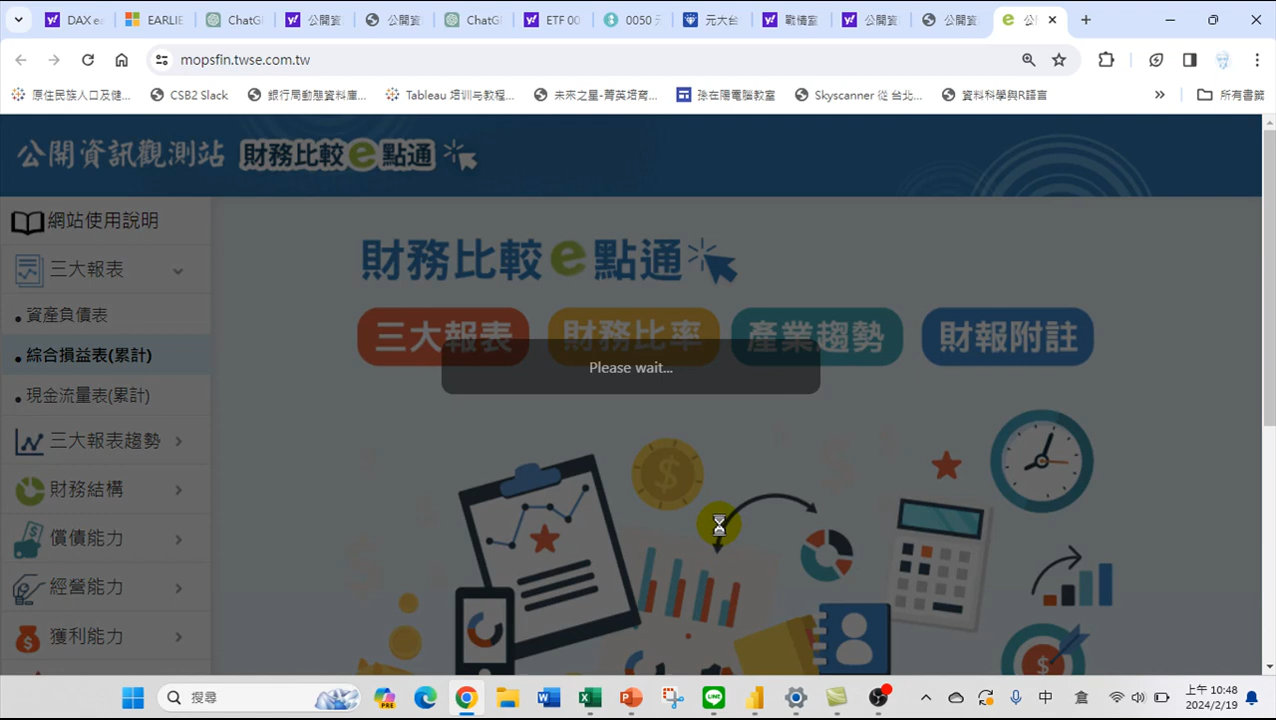 DAX ea
EARLIE
ChatG
公開資
公開資
ChatG
ETF 00
0050 元
元大台
戰情室
公開資
公開資
公
mopsfin.twse.com.tw
原住民族人口及健...
CSB2 Slack
銀行局動態資料庫...
Tableau 培训与教程...
未來之星-菁英培育...
孫在陽電腦教室
Skyscanner 從 台北...
資料科學與R語言
»
所有書籤
公開資訊觀測站 財務比較e點通
網站使用說明
三大報表
資產負債表
綜合損益表(累計)
現金流量表(累計)
三大報表趨勢
財務結構
償債能力
經營能力
獲利能力
財務比較e點通
三大報表 財務比率 產業趨勢 財報附註
Please wait...
搜尋
PRE
中
上午 10:48
2024/2/19